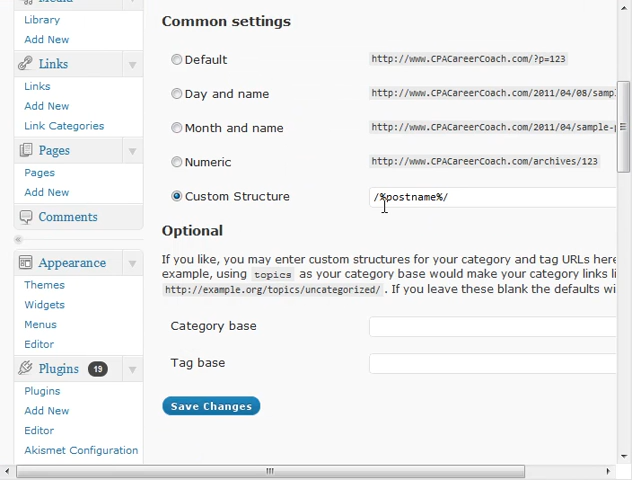 Media
Library
Add New
Links
Links
Add New
Link Categories
Pages
Pages
Add New
Comments
Appearance
Themes
Widgets
Menus
Editor
Plugins 19
Plugins
Add New
Editor
Akismet Configuration
Common settings
Default http://www.CPACareerCoach.com/?p=123
Day and name http://www.CPACareerCoach.com/2011/04/08/samp
Month and name http://www.CPACareerCoach.com/2011/04/sample-p
Numeric http://www.CPACareerCoach.com/archives/123
Custom Structure /%postname%/
Optional
If you like, you may enter custom structures for your category and tag URLs here
example, using topics as your category base would make your category links li
http://example.org/topics/uncategorized/ . If you leave these blank the defaults wi
Category base
Tag base
Save Changes